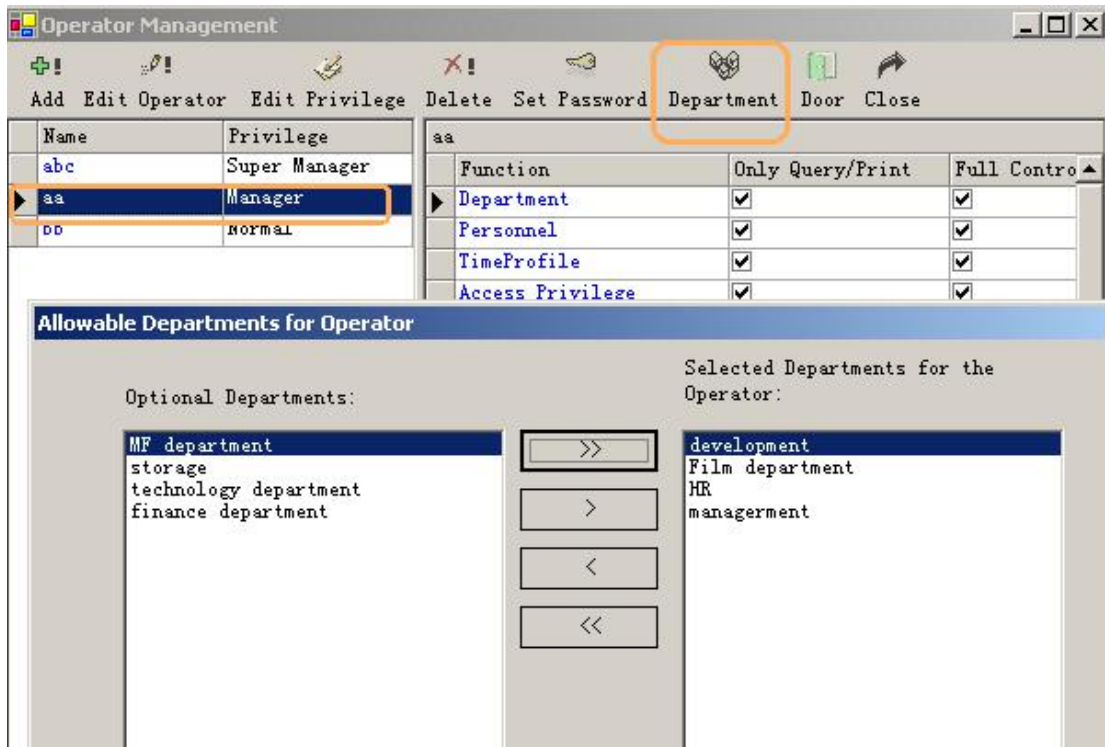 Operator Management
Add Edit Operator Edit Privilege Delete Set Password Department Door Close
Name Privilege
abc Super Manager
aa Manager
bb Normal
aa
Function Only Query/Print Full Contro
Department
Personnel
TimeProfile
Access Privilege
Allowable Departments for Operator
Optional Departments:
MF department
storage
technology department
finance department
>>
>
<
<<
Selected Departments for the
Operator:
development
Film department
HR
managerment